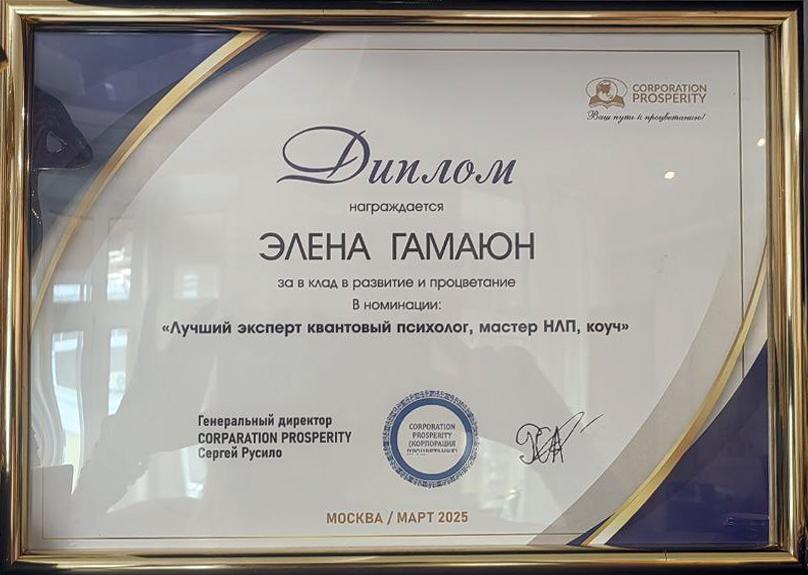 CORPORATION
PROSPERITY
Ваш путь к процветанию!
Диплом
награждается
ЭЛЕНА ГАМАЮН
за в клад в развитие и процветание
В номинации:
«Лучший эксперт квантовый психолог, мастер НЛП, коуч»
Генеральный директор
CORPARATION PROSPERITY
Сергей Русило
CORPORATION
PROSPERITY
(КОРПОРАЦИЯ
ПРОЦВЕТАНИЕ)
МОСКВА / МАРТ 2025